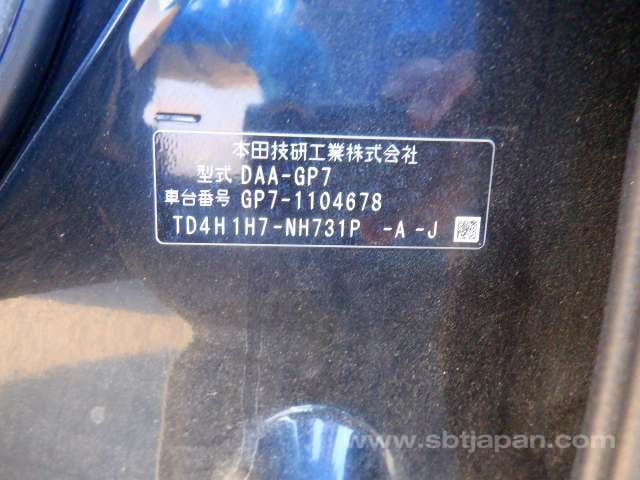 本田技研工業株式会社
型式 DAA-GP7
車台番号 GP7-1104678
TD4H1H7-NH731P -A-J
www.sbtjapan.com